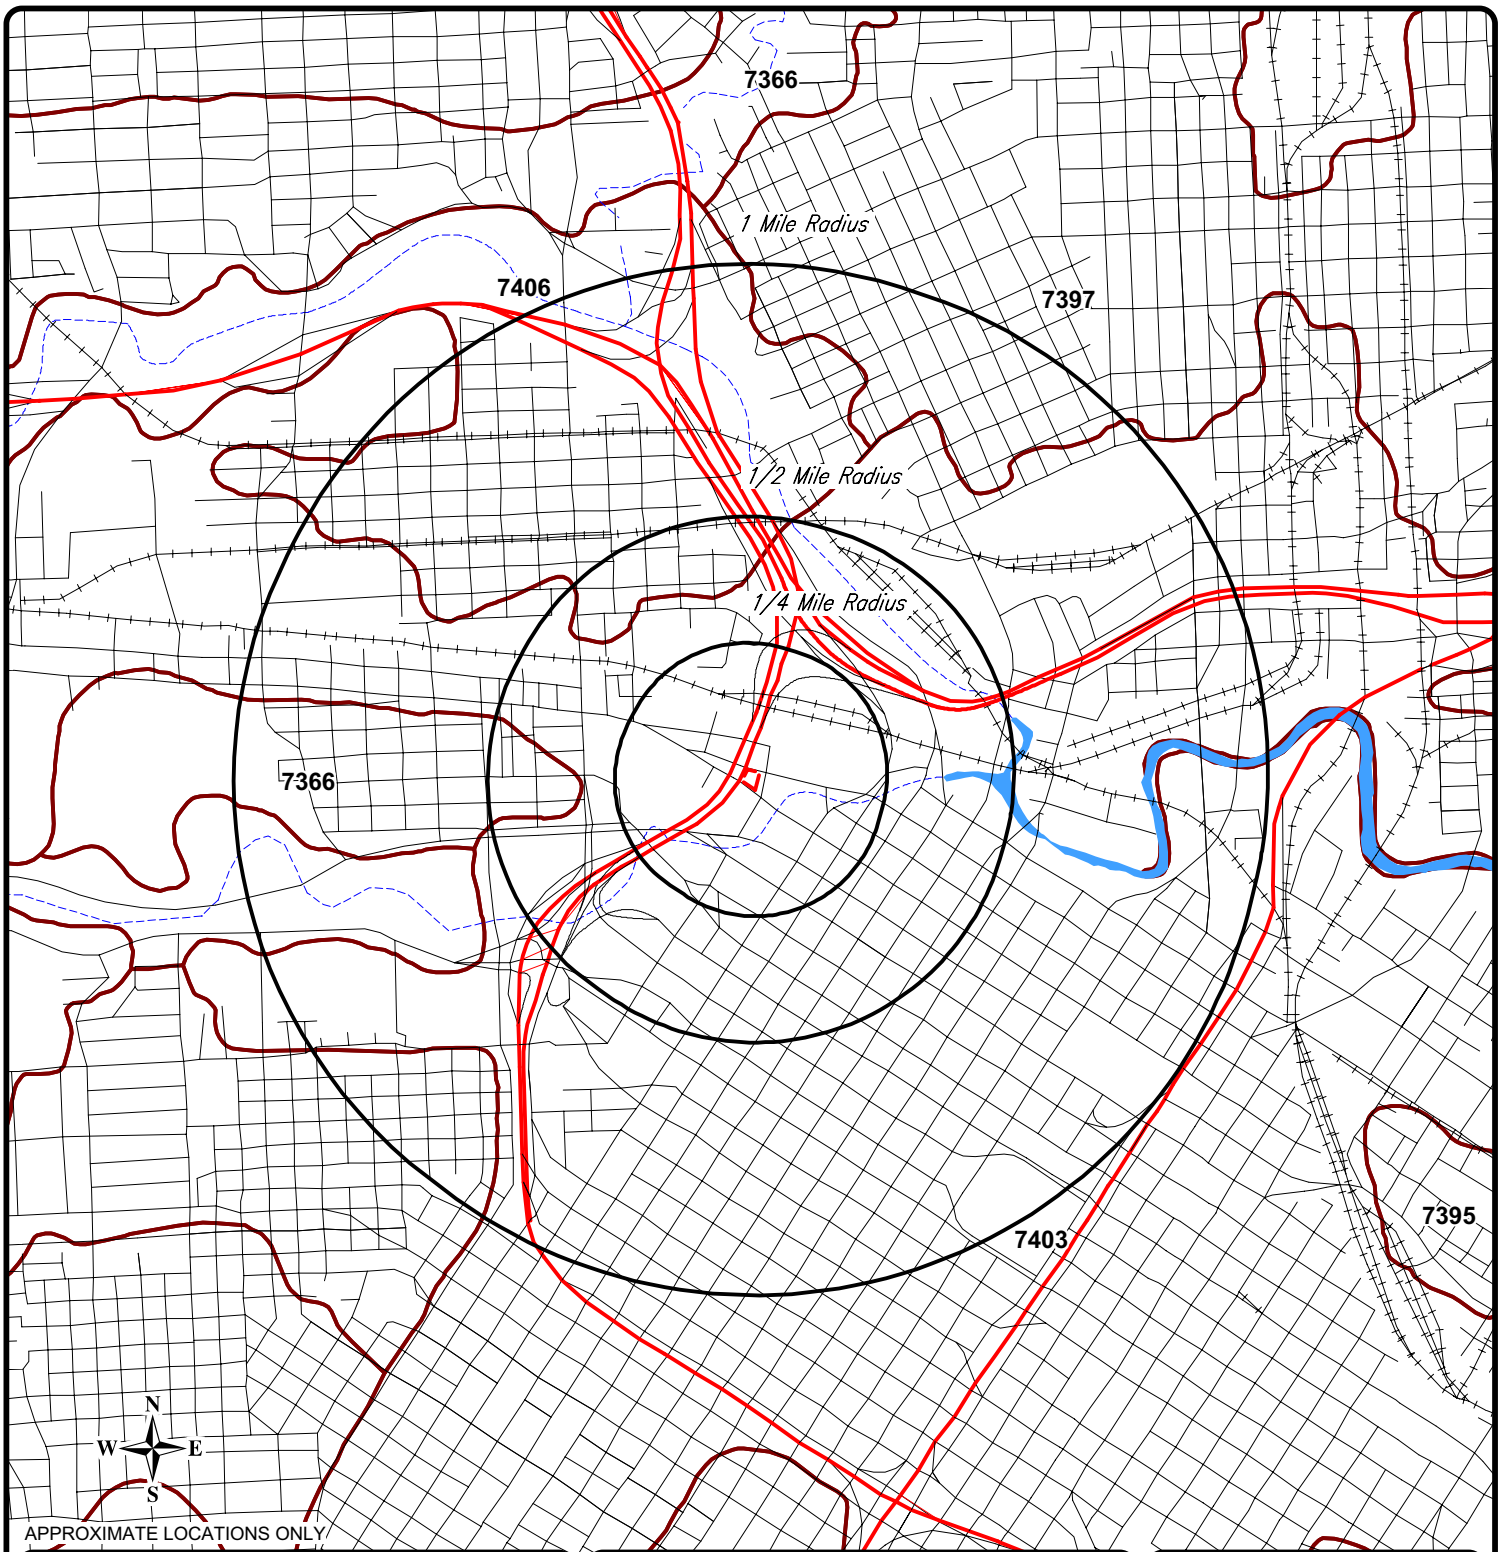 7366
1 Mile Radius
7406
7397
1/2 Mile Radius
1/4 Mile Radius
7366
7395
7403
N
W E
S
APPROXIMATE LOCATIONS ONLY